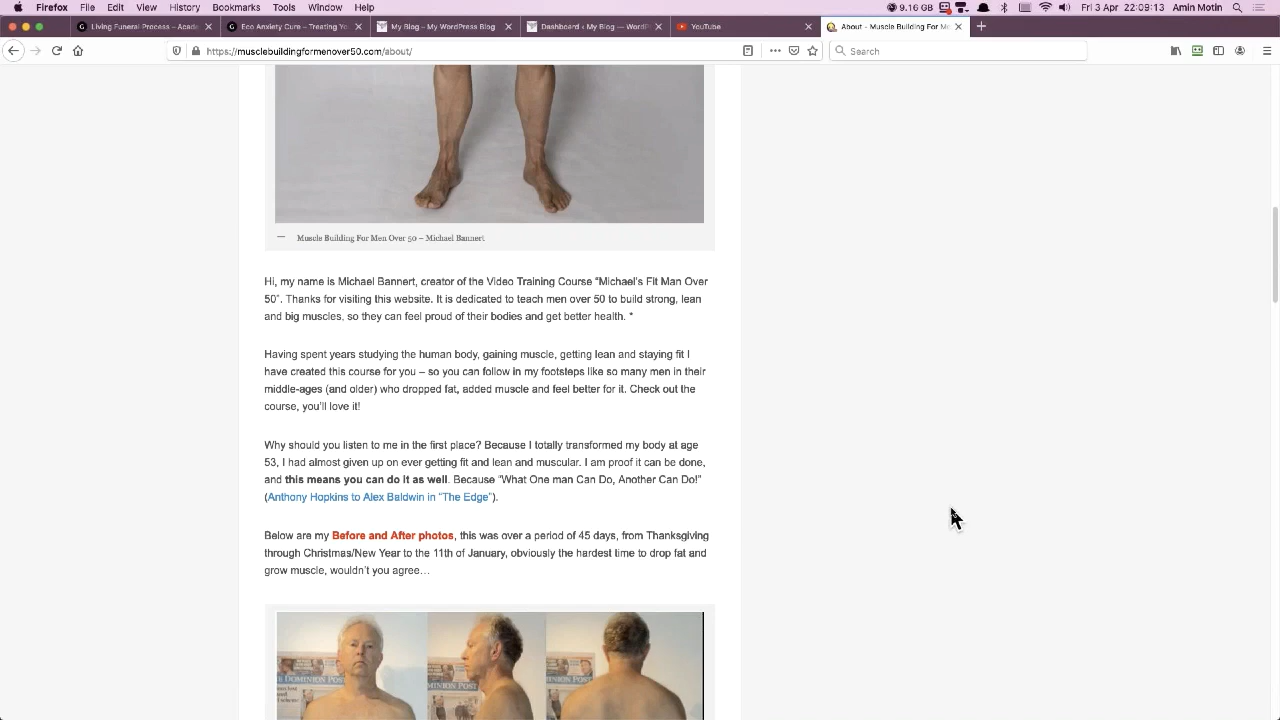 Firefox File Edit View History Bookmarks Tools Window Help 9.16 GB Fri 3 Apr 22:09:13 Amin Motin
Living Funeral Process – Acade
Eco Anxiety Cure – Treating Yo
My Blog – My WordPress Blog
Dashboard ‹ My Blog — WordP
YouTube
About - Muscle Building For Me
https://musclebuildingformenover50.com/about/
Search
— Muscle Building For Men Over 50 – Michael Bannert
Hi, my name is Michael Bannert, creator of the Video Training Course “Michael’s Fit Man Over
50”. Thanks for visiting this website. It is dedicated to teach men over 50 to build strong, lean
and big muscles, so they can feel proud of their bodies and get better health. *
Having spent years studying the human body, gaining muscle, getting lean and staying fit I
have created this course for you – so you can follow in my footsteps like so many men in their
middle-ages (and older) who dropped fat, added muscle and feel better for it. Check out the
course, you’ll love it!
Why should you listen to me in the first place? Because I totally transformed my body at age
53, I had almost given up on ever getting fit and lean and muscular. I am proof it can be done,
and this means you can do it as well. Because “What One man Can Do, Another Can Do!”
(Anthony Hopkins to Alex Baldwin in “The Edge”).
Below are my Before and After photos, this was over a period of 45 days, from Thanksgiving
through Christmas/New Year to the 11th of January, obviously the hardest time to drop fat and
grow muscle, wouldn’t you agree…
E DOMINION POST
MINION POST